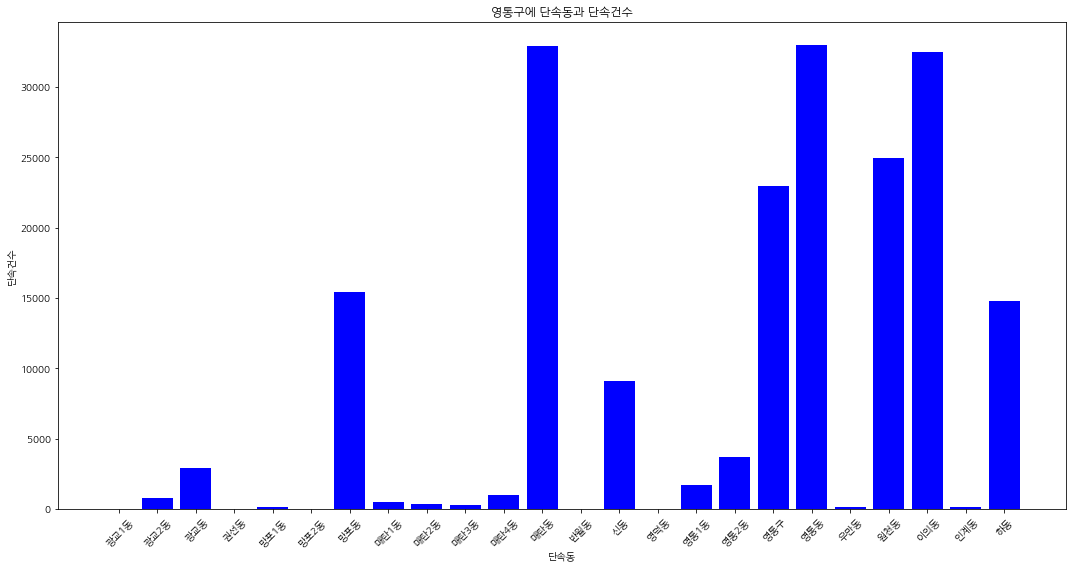 영통구에 단속동과 단속건수
단속건수
30000
25000
20000
15000
10000
5000
0
광교1동
광교2동
광교동
권선동
망포1동
망포2동
망포동
매탄1동
매탄2동
매탄3동
매탄4동
매탄동
반월동
신동
영덕동
영통1동
영통2동
영통구
영통동
우만동
원천동
이의동
인계동
하동
단속동